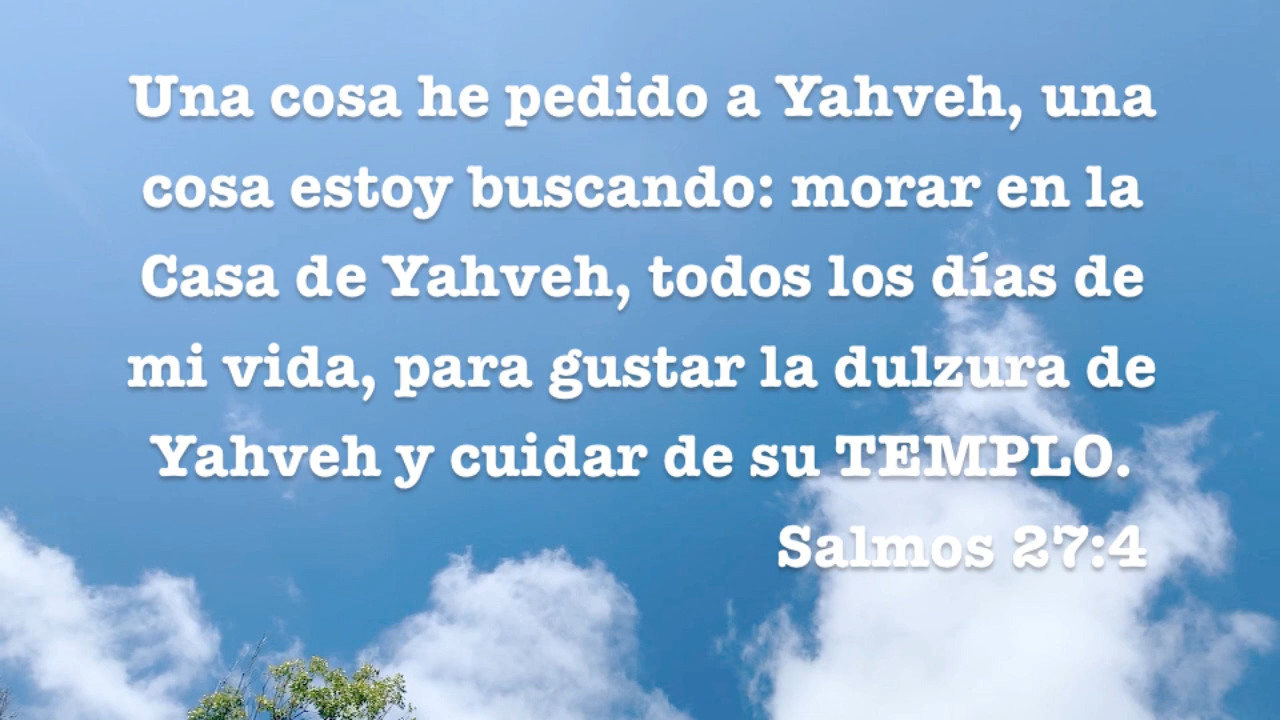 Una cosa he pedido a Yahveh, una
cosa estoy buscando: morar en la
Casa de Yahveh, todos los días de
mi vida, para gustar la dulzura de
Yahveh y cuidar de su TEMPLO.
Salmos 27:4